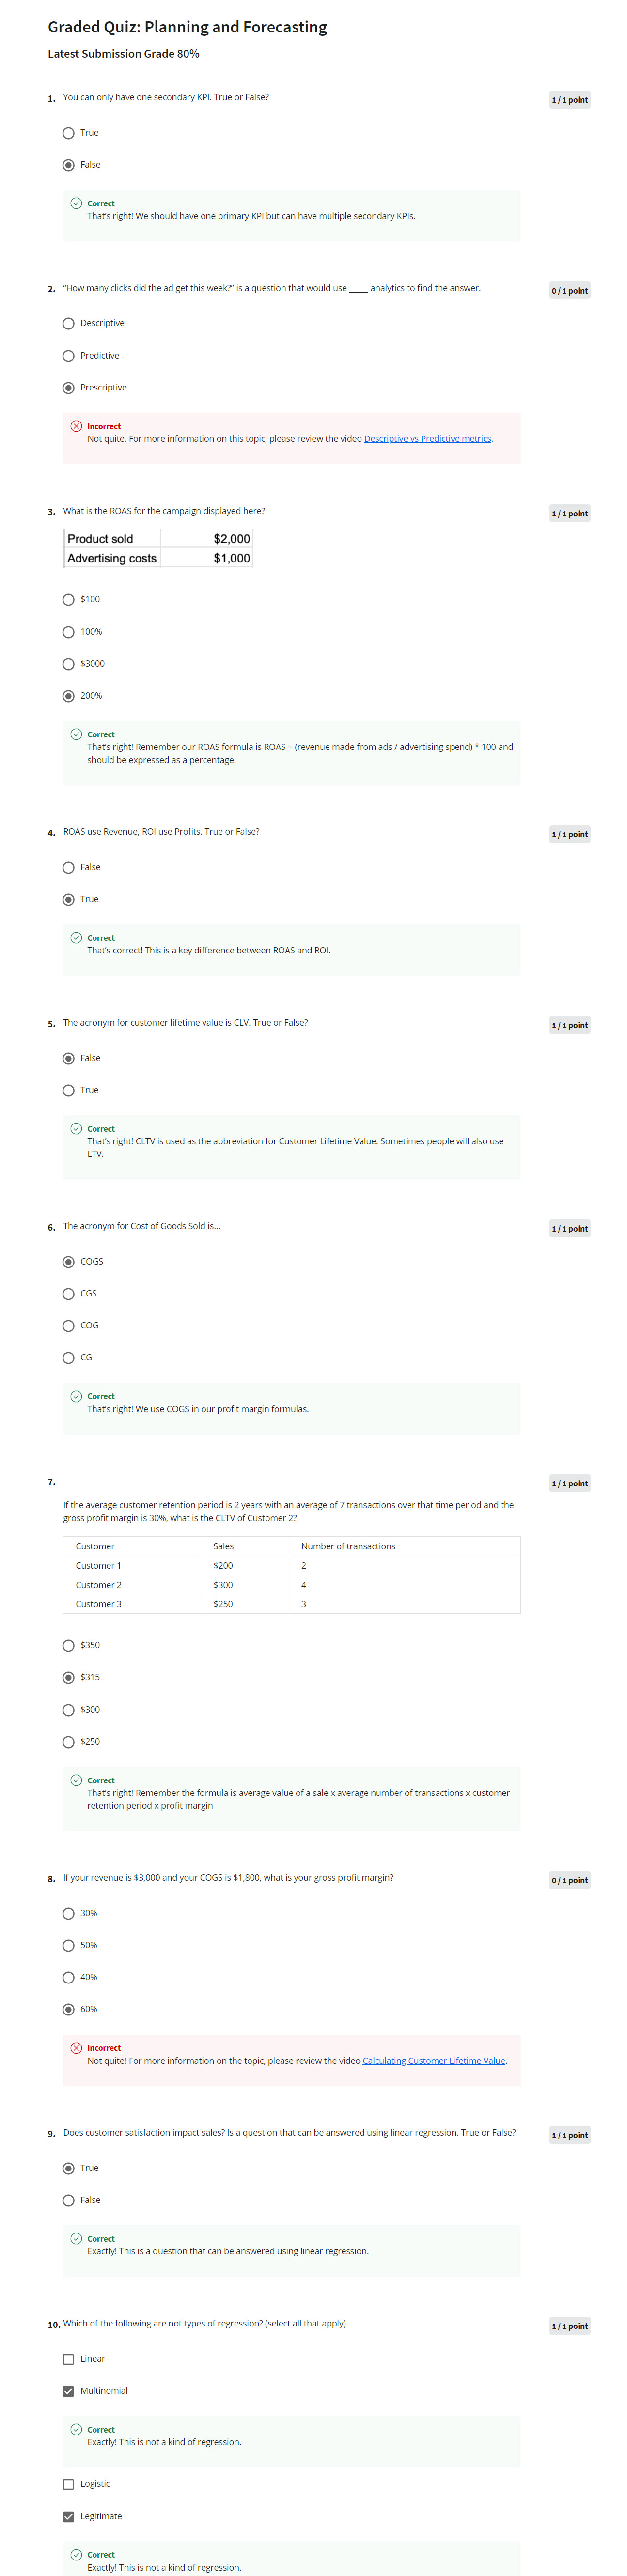 Graded Quiz: Planning and Forecasting
Latest Submission Grade 80%
1. You can only have one secondary KPI. True or False?
1 / 1 point
True
False
Correct
That's right! We should have one primary KPI but can have multiple secondary KPIs.
2. "How many clicks did the ad get this week?" is a question that would use ____ analytics to find the answer.
0 / 1 point
Descriptive
Predictive
Prescriptive
Incorrect
Not quite. For more information on this topic, please review the video Descriptive vs Predictive metrics.
3. What is the ROAS for the campaign displayed here?
1 / 1 point
Product sold $2,000
Advertising costs $1,000
$100
100%
$3000
200%
Correct
That's right! Remember our ROAS formula is ROAS = (revenue made from ads / advertising spend) * 100 and
should be expressed as a percentage.
4. ROAS use Revenue, ROI use Profits. True or False?
1 / 1 point
False
True
Correct
That's correct! This is a key difference between ROAS and ROI.
5. The acronym for customer lifetime value is CLV. True or False?
1 / 1 point
False
True
Correct
That's right! CLTV is used as the abbreviation for Customer Lifetime Value. Sometimes people will also use
LTV.
6. The acronym for Cost of Goods Sold is...
1 / 1 point
COGS
CGS
COG
CG
Correct
That's right! We use COGS in our profit margin formulas.
7.
1 / 1 point
If the average customer retention period is 2 years with an average of 7 transactions over that time period and the
gross profit margin is 30%, what is the CLTV of Customer 2?
Customer Sales Number of transactions
Customer 1 $200 2
Customer 2 $300 4
Customer 3 $250 3
$350
$315
$300
$250
Correct
That's right! Remember the formula is average value of a sale x average number of transactions x customer
retention period x profit margin
8. If your revenue is $3,000 and your COGS is $1,800, what is your gross profit margin?
0 / 1 point
30%
50%
40%
60%
Incorrect
Not quite! For more information on the topic, please review the video Calculating Customer Lifetime Value.
9. Does customer satisfaction impact sales? Is a question that can be answered using linear regression. True or False?
1 / 1 point
True
False
Correct
Exactly! This is a question that can be answered using linear regression.
10. Which of the following are not types of regression? (select all that apply)
1 / 1 point
Linear
Multinomial
Correct
Exactly! This is not a kind of regression.
Logistic
Legitimate
Correct
Exactly! This is not a kind of regression.